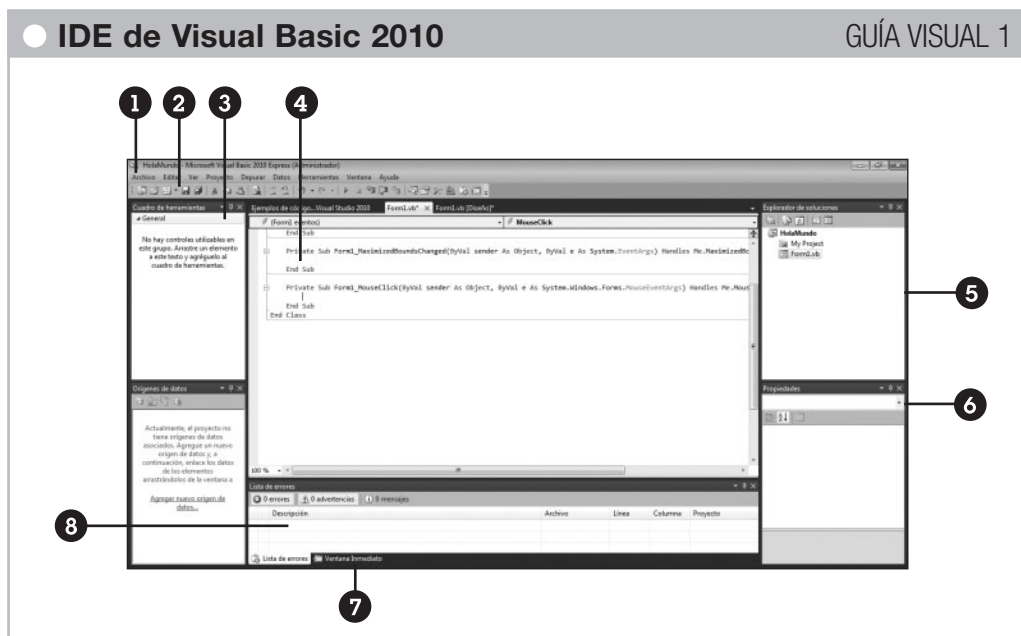 IDE de Visual Basic 2010
GUÍA VISUAL 1
1 2 3 4
HolaMundo - Microsoft Visual Basic 2010 Express (Administrador)
Archivo Editar Ver Proyecto Depurar Datos Herramientas Ventana Ayuda
Cuadro de herramientas
General
No hay controles utilizables en
este grupo. Arrastre un elemento
a este texto y agréguelo al
cuadro de herramientas.
Ejemplos de código...Visual Studio 2010 Form1.vb* Form1.vb [Diseño]*
(Form1 eventos) MouseClick
End Sub
Private Sub Form1_MaximizedBoundsChanged(ByVal sender As Object, ByVal e As System.EventArgs) Handles Me.MaximizedBo
End Sub
Private Sub Form1_MouseClick(ByVal sender As Object, ByVal e As System.Windows.Forms.MouseEventArgs) Handles Me.Mous
End Sub
End Class
100 %
Explorador de soluciones
HolaMundo
My Project
Form1.vb
5
Orígenes de datos
Actualmente, el proyecto no
tiene orígenes de datos
asociados. Agregue un nuevo
origen de datos y, a
continuación, enlace los datos
de los elementos
arrastrándolos de la ventana a
Agregar nuevo origen de
datos...
Propiedades
6
Lista de errores
0 errores 0 advertencias 0 mensajes
Descripción Archivo Línea Columna Proyecto
8
Lista de errores Ventana Inmediato
7